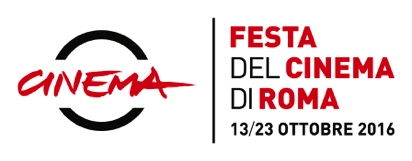 CINEMA
FESTA
DEL CINEMA
DI ROMA
13/23 OTTOBRE 2016